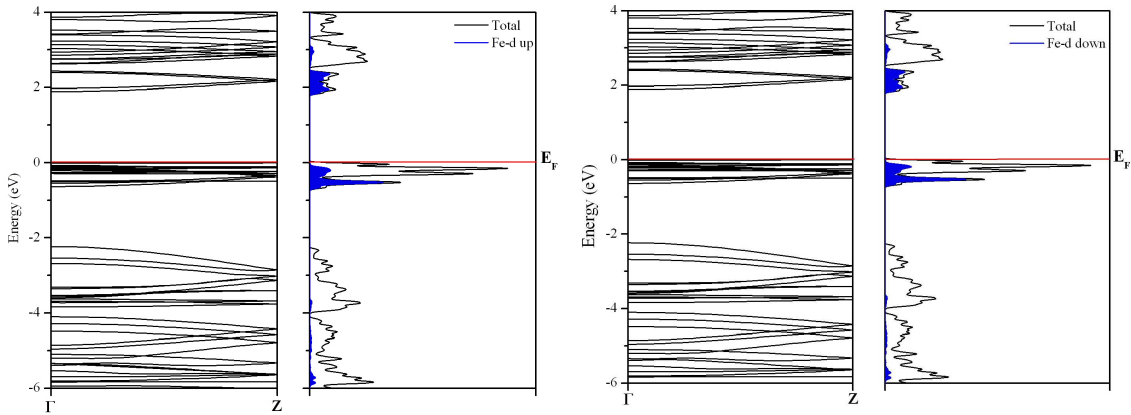 Total
Fe-d up
4
2
0
-2
-4
-6
Energy (eV)
Γ
Z
E_F
Total
Fe-d down
4
2
0
-2
-4
-6
Energy (eV)
Γ
Z
E_F